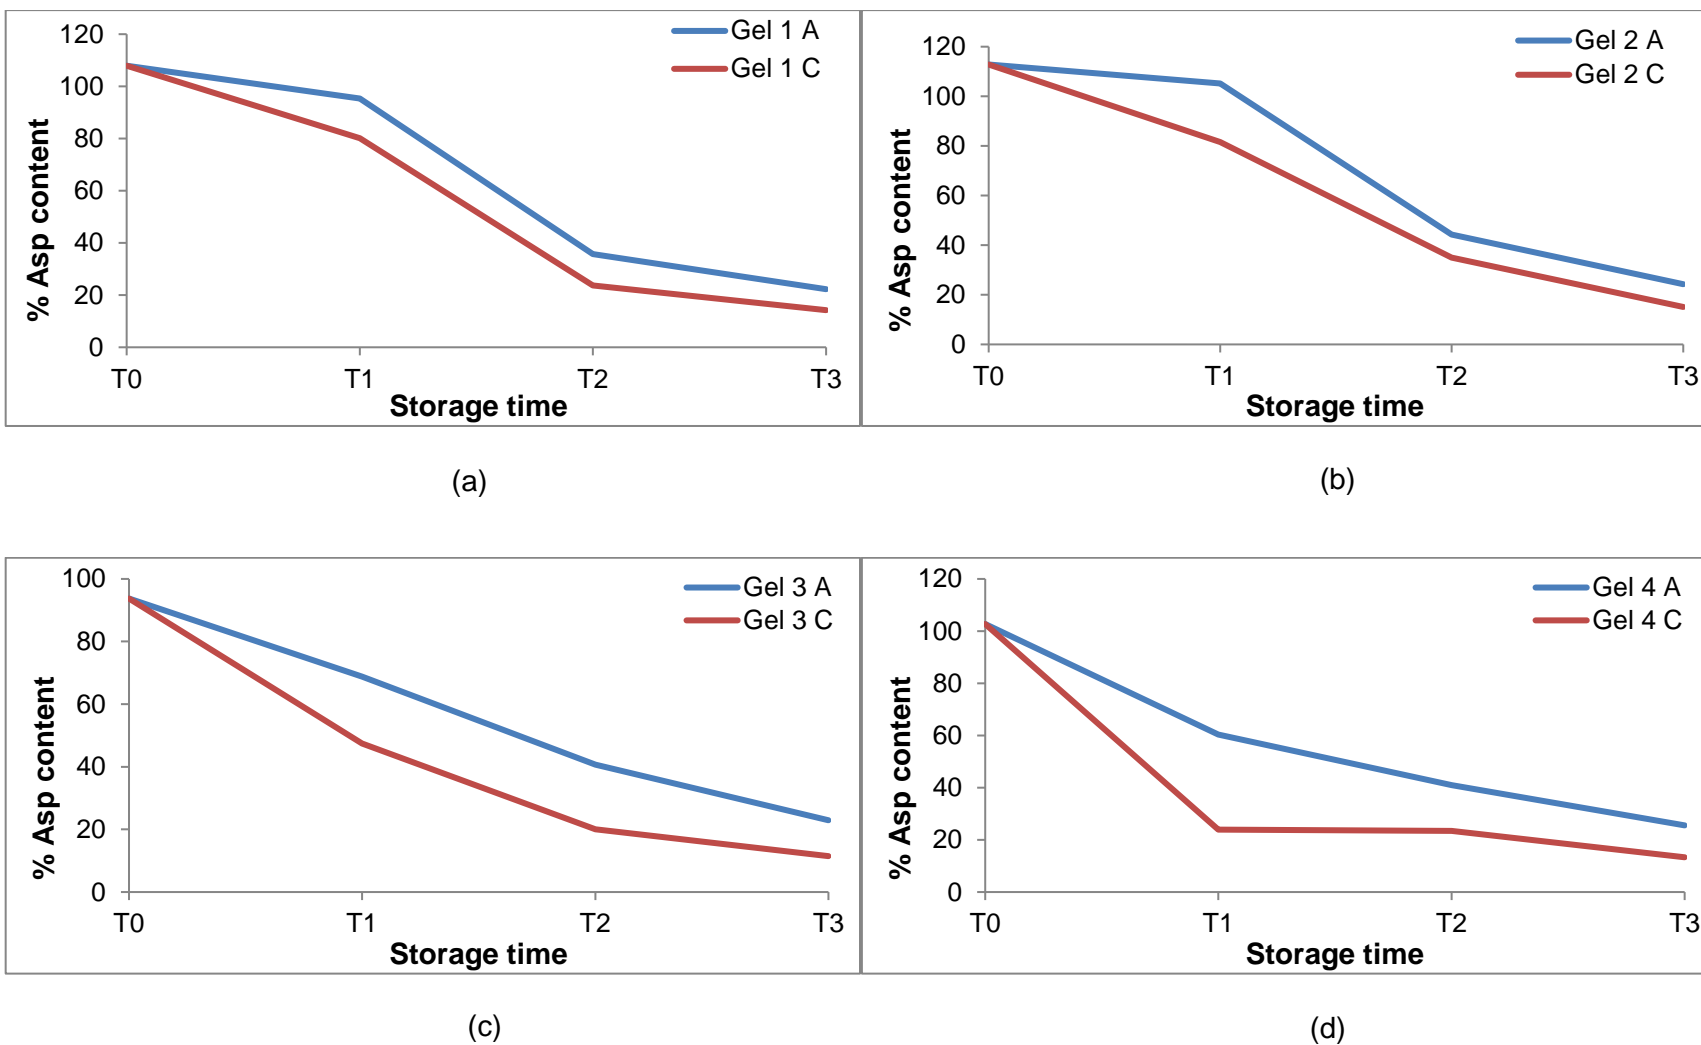 120
100
80
60
40
20
0
% Asp content
T0
T1
T2
T3
Storage time
Gel 1 A
Gel 1 C
(a)
120
100
80
60
40
20
0
% Asp content
T0
T1
T2
T3
Storage time
Gel 2 A
Gel 2 C
(b)
100
80
60
40
20
0
% Asp content
T0
T1
T2
T3
Storage time
Gel 3 A
Gel 3 C
(c)
120
100
80
60
40
20
0
% Asp content
T0
T1
T2
T3
Storage time
Gel 4 A
Gel 4 C
(d)